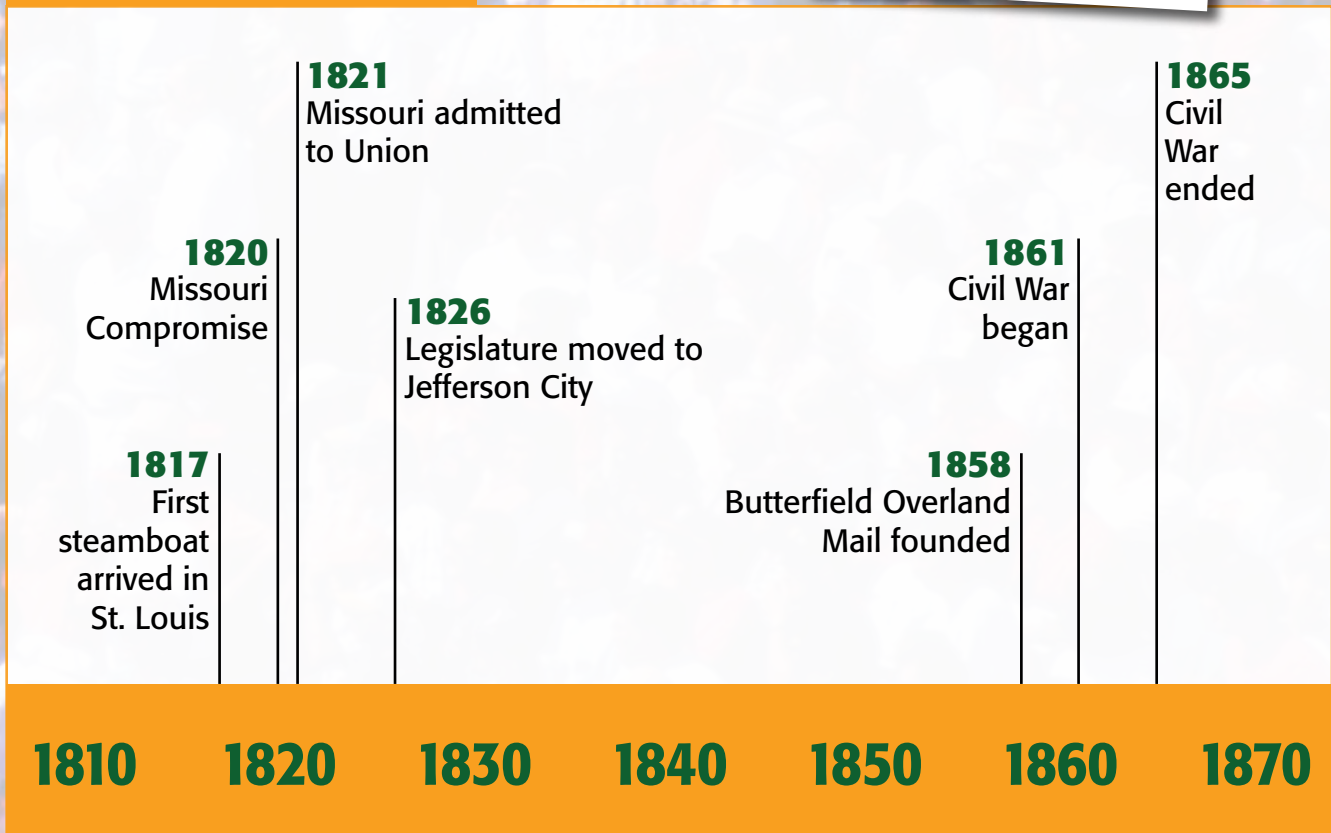 1821
Missouri admitted
to Union
1865
Civil
War
ended
1820
Missouri
Compromise
1861
Civil War
began
1826
Legislature moved to
Jefferson City
1817
First
steamboat
arrived in
St. Louis
1858
Butterfield Overland
Mail founded
1810 1820 1830 1840 1850 1860 1870